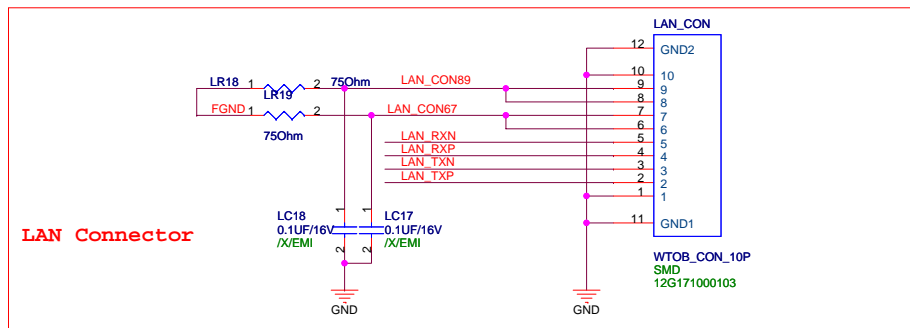 LAN_CON
12 GND2
LR18 1 2 75Ohm LAN_CON89 10 10
LR19 9 9
8 8
FGND 1 2 LAN_CON67 7 7
75Ohm 6 6
LAN_RXN 5 5
LAN_RXP 4 4
LAN_TXN 3 3
LAN_TXP 2 2
1 1
LC18 1 1 LC17 11 GND1
0.1UF/16V 0.1UF/16V
/X/EMI 2 2 /X/EMI
LAN Connector
WTOB_CON_10P
SMD
12G171000103
GND GND